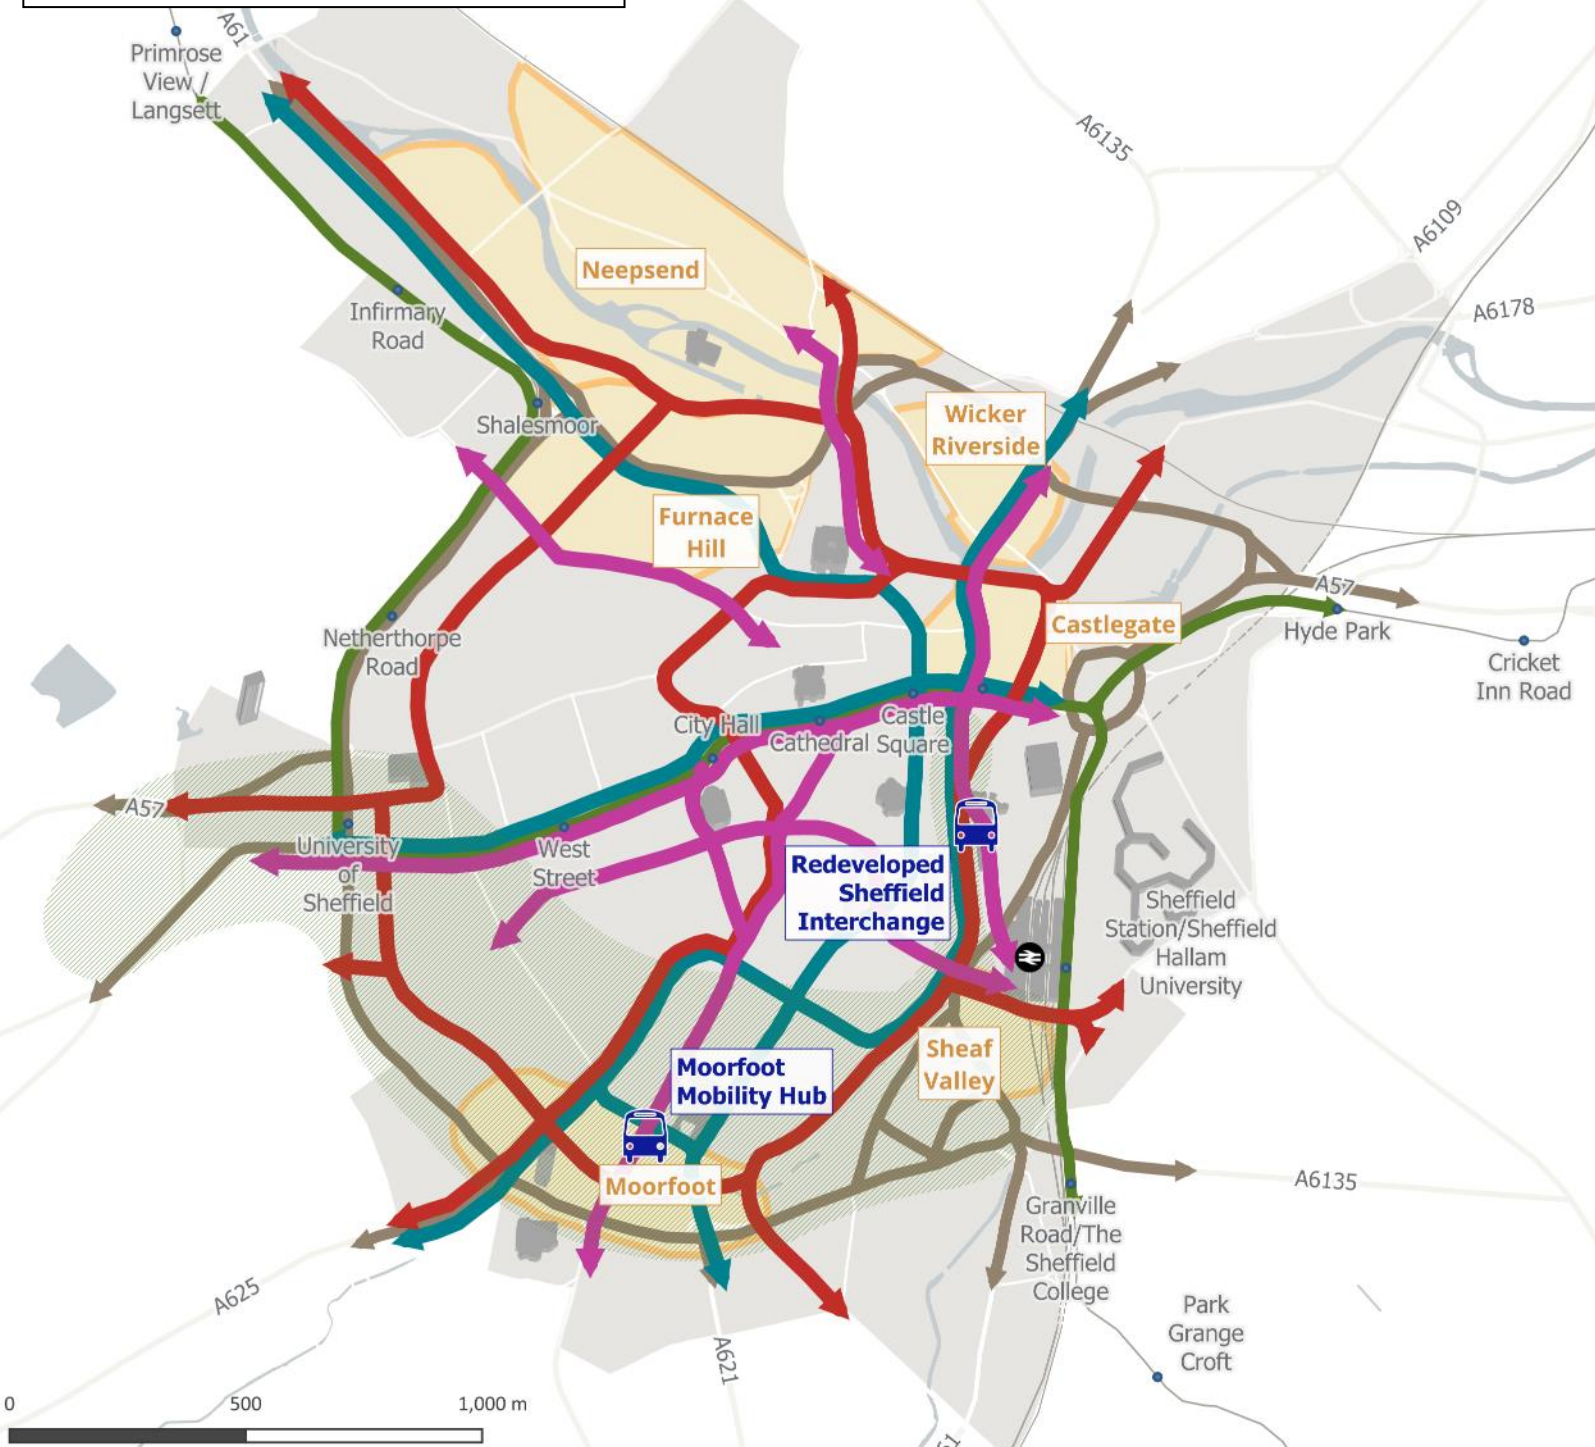 A61
Primrose
View /
Langsett
A6135
A6109
A6178
Neepsend
Infirmary
Road
Wicker
Riverside
Shalesmoor
Furnace
Hill
A57
Castlegate
Hyde Park
Netherthorpe
Road
Cricket
Inn Road
City Hall
Castle
Square
Cathedral
A57
University
of
Sheffield
West
Street
Redeveloped
Sheffield
Interchange
Sheffield
Station/Sheffield
Hallam
University
Sheaf
Valley
Moorfoot
Mobility Hub
Moorfoot
A6135
Granville
Road/The
Sheffield
College
A625
Park
Grange
Croft
A621
0 500 1,000 m